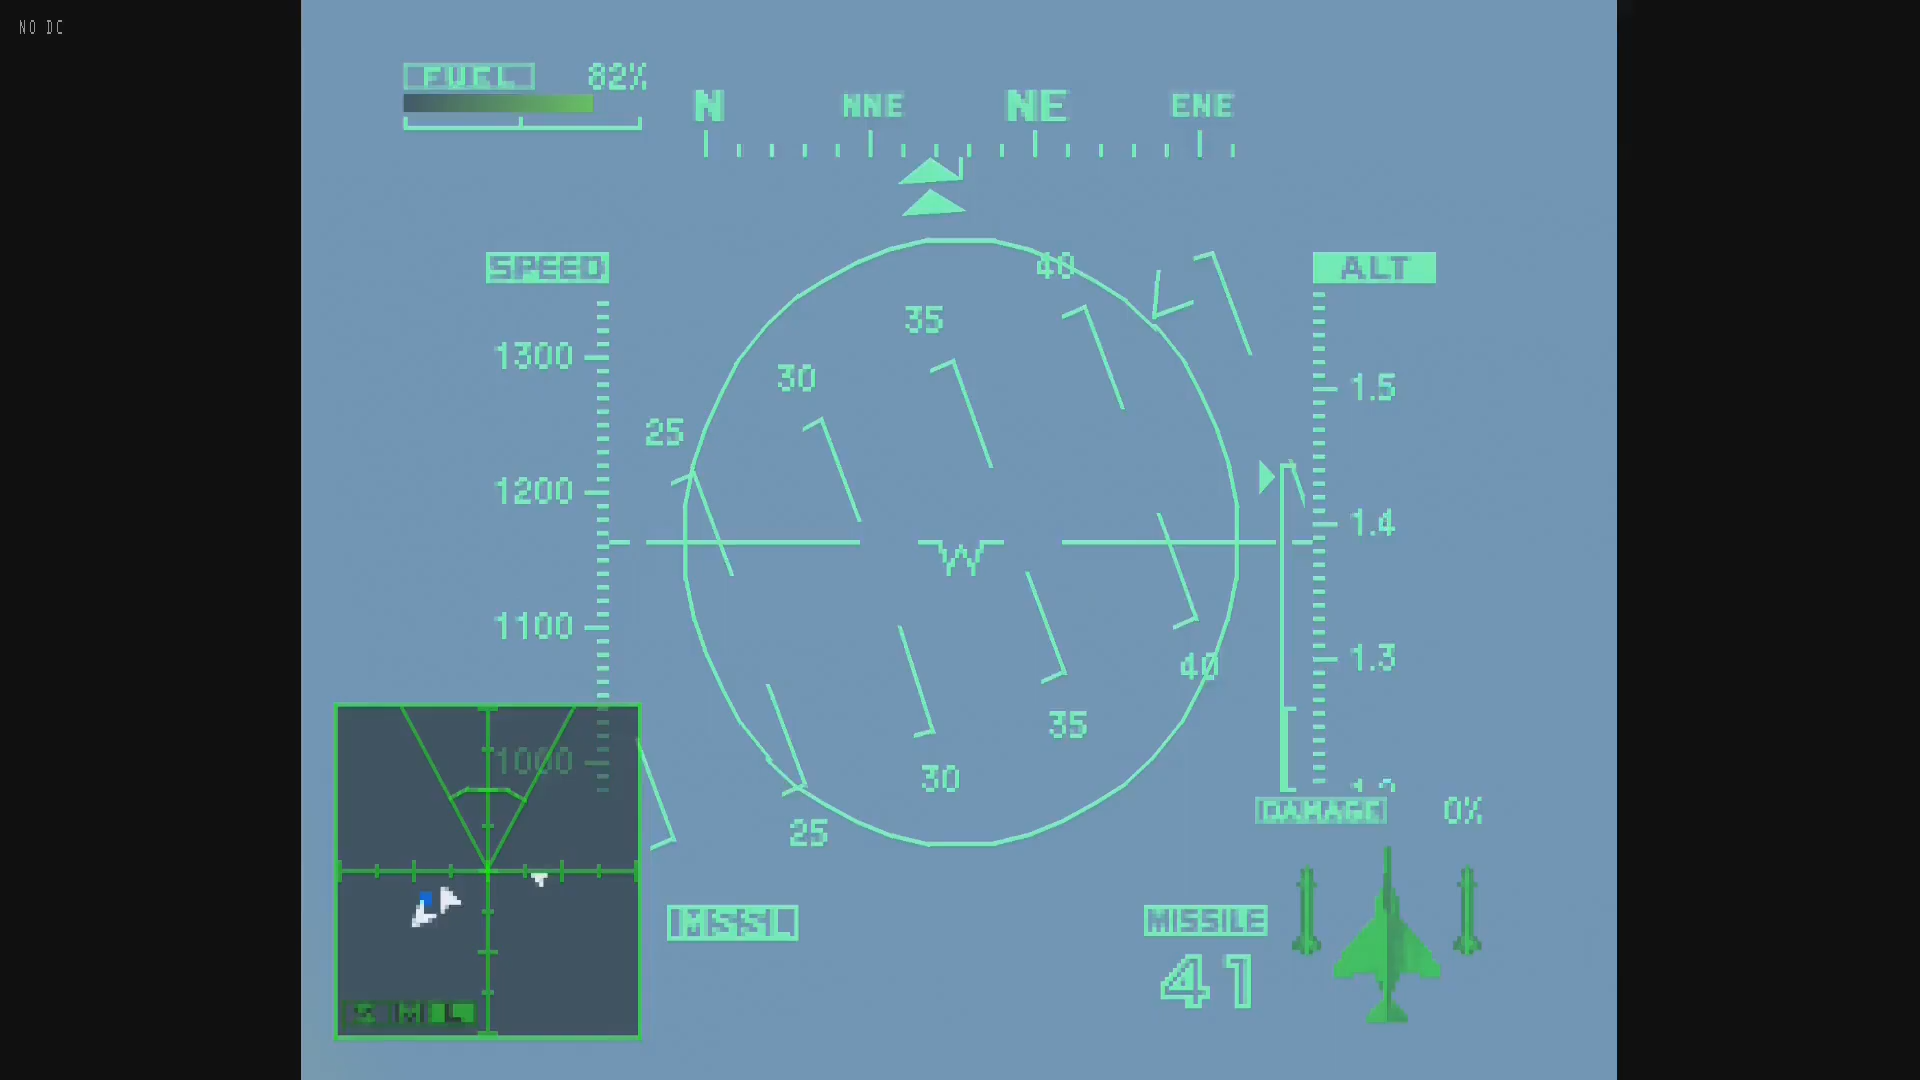 NO DC
FUEL 82%
N NNE NE ENE
SPEED
ALT
40
35
30
25
1300
1200
1100
1000
1.5
1.4
1.3
40
35
30
25
DAMAGE 0%
MISSILE
41